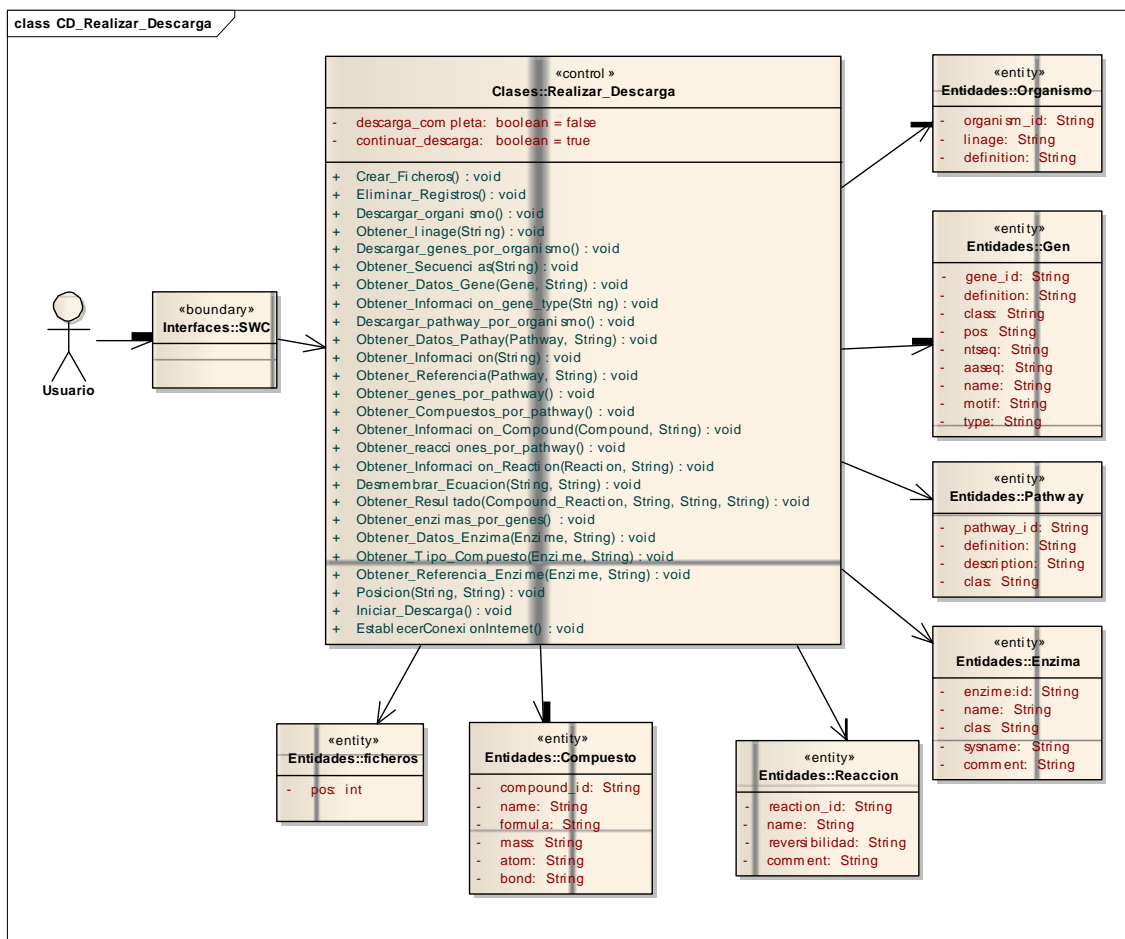 class CD_Realizar_Descarga
«control »
Clases::Realizar_Descarga
- descarga_completa: boolean = false
- continuar_descarga: boolean = true
+ Crear_Ficheros() : void
+ Eliminar_Registros() : void
+ Descargar_organismo() : void
+ Obtener_linage(String) : void
+ Descargar_genes_por_organismo() : void
+ Obtener_Secuencias(String) : void
+ Obtener_Datos_Gene(Gene, String) : void
+ Obtener_Informacion_gene_type(String) : void
+ Descargar_pathway_por_organismo() : void
+ Obtener_Datos_Pathay(Pathway, String) : void
+ Obtener_Informacion(String) : void
+ Obtener_Referencia(Pathway, String) : void
+ Obtener_genes_por_pathway() : void
+ Obtener_Compuestos_por_pathway() : void
+ Obtener_Informacion_Compound(Compound, String) : void
+ Obtener_reacciones_por_pathway() : void
+ Obtener_Informacion_Reaction(Reaction, String) : void
+ Desmembrar_Ecuacion(String, String) : void
+ Obtener_Resultado(Compound_Reaction, String, String, String) : void
+ Obtener_enzimas_por_genes() : void
+ Obtener_Datos_Enzima(Enzime, String) : void
+ Obtener_Tipo_Compuesto(Enzime, String) : void
+ Obtener_Referencia_Enzime(Enzime, String) : void
+ Posicion(String, String) : void
+ Iniciar_Descarga() : void
+ EstablecerConexionInternet() : void
Usuario
«boundary»
Interfaces::SWC
«entity»
Entidades::Organismo
- organism_id: String
- linage: String
- definition: String
«entity»
Entidades::Gen
- gene_id: String
- definition: String
- class: String
- pos: String
- ntseq: String
- aaseq: String
- name: String
- motif: String
- type: String
«entity»
Entidades::Pathway
- pathway_id: String
- definition: String
- description: String
- clas: String
«entity»
Entidades::Enzima
- enzime:id: String
- name: String
- clas: String
- sysname: String
- comment: String
«entity»
Entidades::ficheros
- pos: int
«entity»
Entidades::Compuesto
- compound_id: String
- name: String
- formula: String
- mass: String
- atom: String
- bond: String
«entity»
Entidades::Reaccion
- reaction_id: String
- name: String
- reversibilidad: String
- comment: String